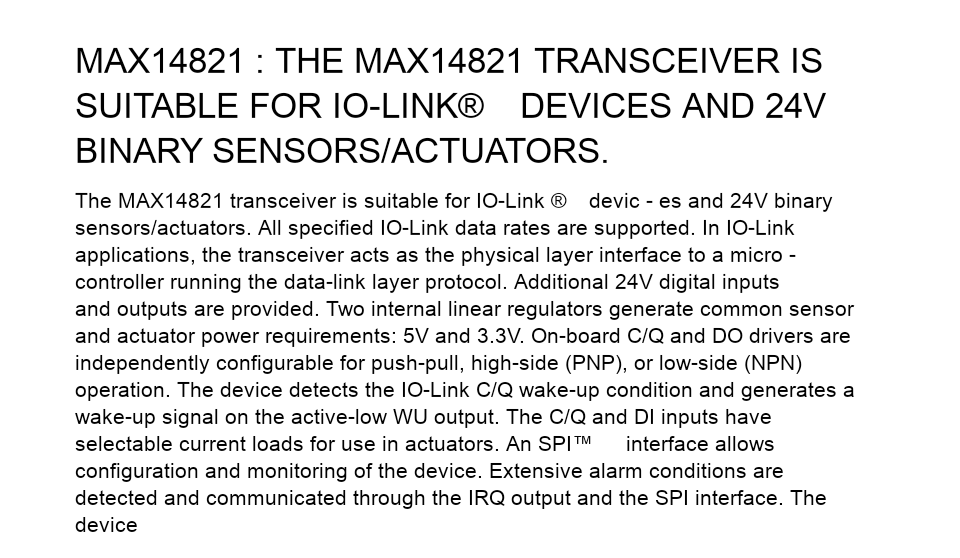 MAX14821 : THE MAX14821 TRANSCEIVER IS
SUITABLE FOR IO-LINK® DEVICES AND 24V
BINARY SENSORS/ACTUATORS.
The MAX14821 transceiver is suitable for IO-Link ® devic - es and 24V binary
sensors/actuators. All specified IO-Link data rates are supported. In IO-Link
applications, the transceiver acts as the physical layer interface to a micro -
controller running the data-link layer protocol. Additional 24V digital inputs
and outputs are provided. Two internal linear regulators generate common sensor
and actuator power requirements: 5V and 3.3V. On-board C/Q and DO drivers are
independently configurable for push-pull, high-side (PNP), or low-side (NPN)
operation. The device detects the IO-Link C/Q wake-up condition and generates a
wake-up signal on the active-low WU output. The C/Q and DI inputs have
selectable current loads for use in actuators. An SPI™ interface allows
configuration and monitoring of the device. Extensive alarm conditions are
detected and communicated through the IRQ output and the SPI interface. The
device